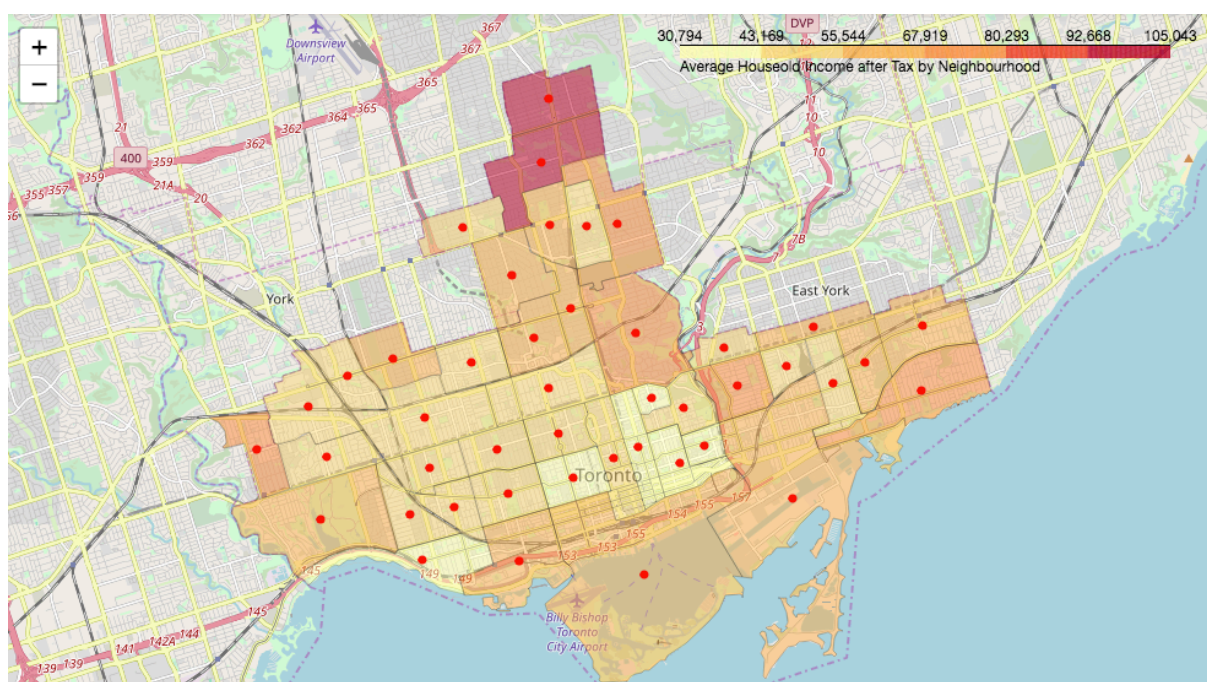 +
−
Downsview
Airport
367
367
365
365
364
362
362
359
359
400
21
21A
20
357
355
DVP
11
10
10
7B
3
30,794 43,169 55,544 67,919 80,293 92,668 105,043
Average Houseold Income after Tax by Neighbourhood
York
East York
Toronto
157
155
154
155
153
153
149
149
145
145
144
142A
141
139
139
Billy Bishop
Toronto
City Airport